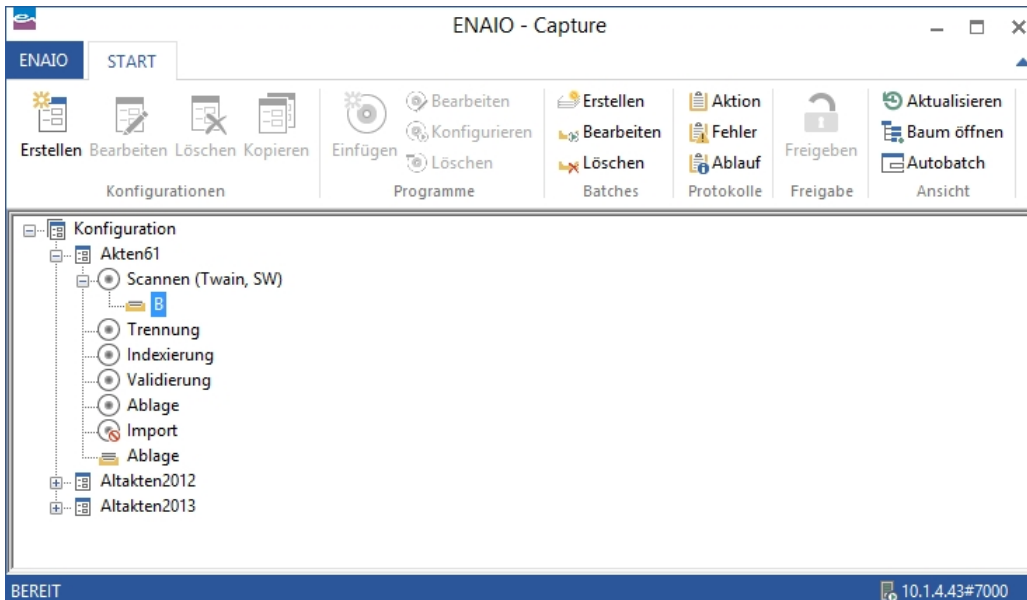 ENAIO - Capture
ENAIO START
Erstellen Bearbeiten Löschen Kopieren
Konfigurationen
Einfügen
Bearbeiten
Konfigurieren
Löschen
Programme
Erstellen
Bearbeiten
Löschen
Batches
Aktion
Fehler
Ablauf
Protokolle
Freigeben
Freigabe
Aktualisieren
Baum öffnen
Autobatch
Ansicht
Konfiguration
Akten61
Scannen (Twain, SW)
B
Trennung
Indexierung
Validierung
Ablage
Import
Ablage
Altakten2012
Altakten2013
BEREIT 10.1.4.43#7000